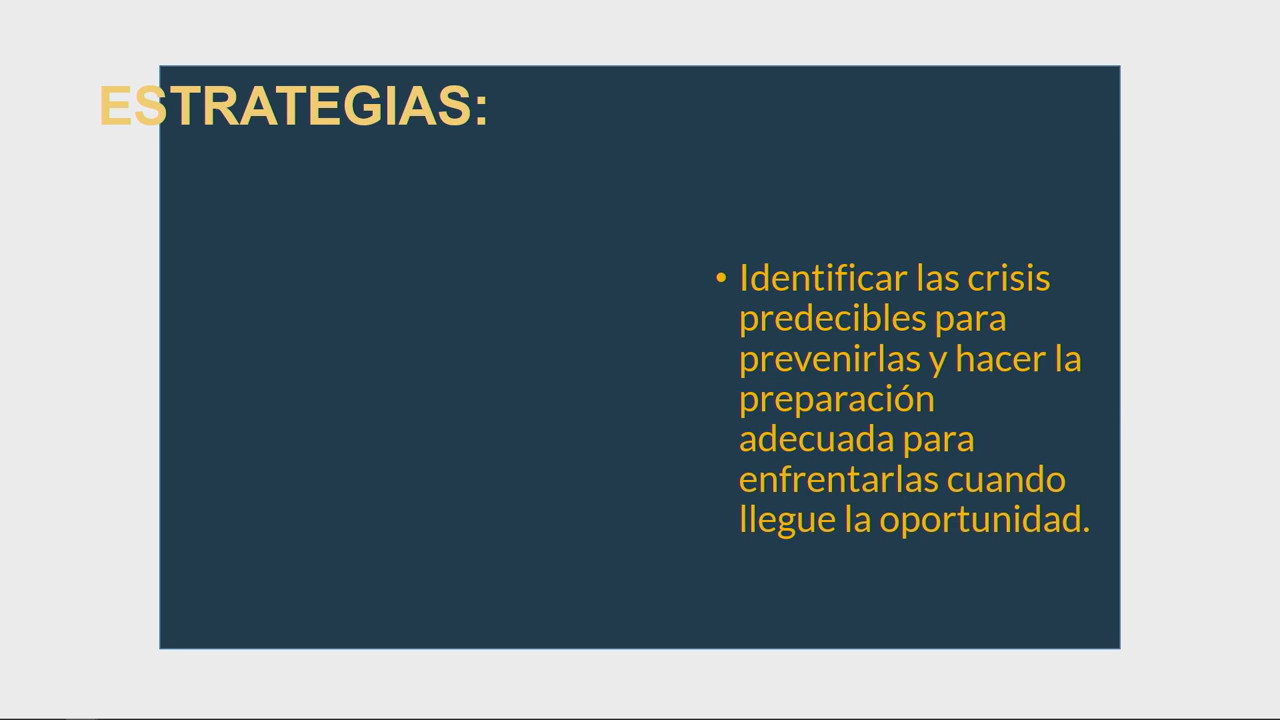 ESTRATEGIAS:
• Identificar las crisis
predecibles para
prevenirlas y hacer la
preparación
adecuada para
enfrentarlas cuando
llegue la oportunidad.